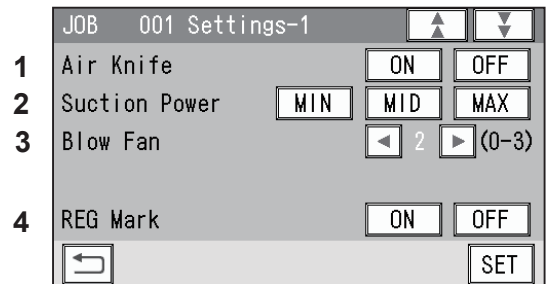 JOB 001 Settings-1
1 Air Knife ON OFF
2 Suction Power MIN MID MAX
3 Blow Fan 2 (0-3)
4 REG Mark ON OFF
SET